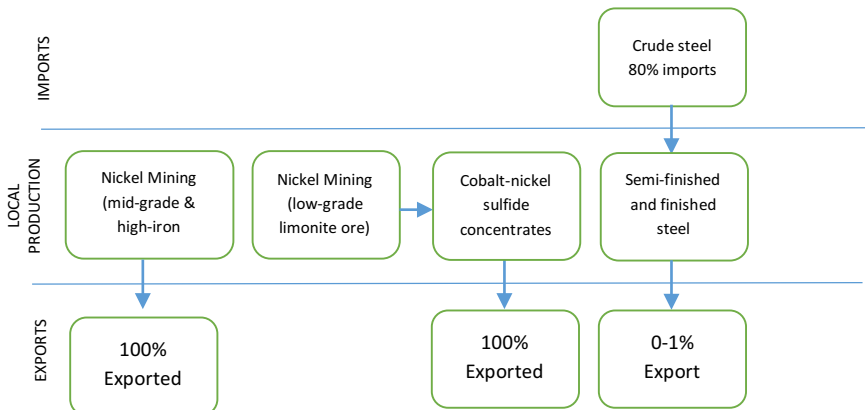 IMPORTS
Crude steel
80% imports
LOCAL
PRODUCTION
Nickel Mining
(mid-grade &
high-iron
Nickel Mining
(low-grade
limonite ore)
Cobalt-nickel
sulfide
concentrates
Semi-finished
and finished
steel
EXPORTS
100%
Exported
100%
Exported
0-1%
Export